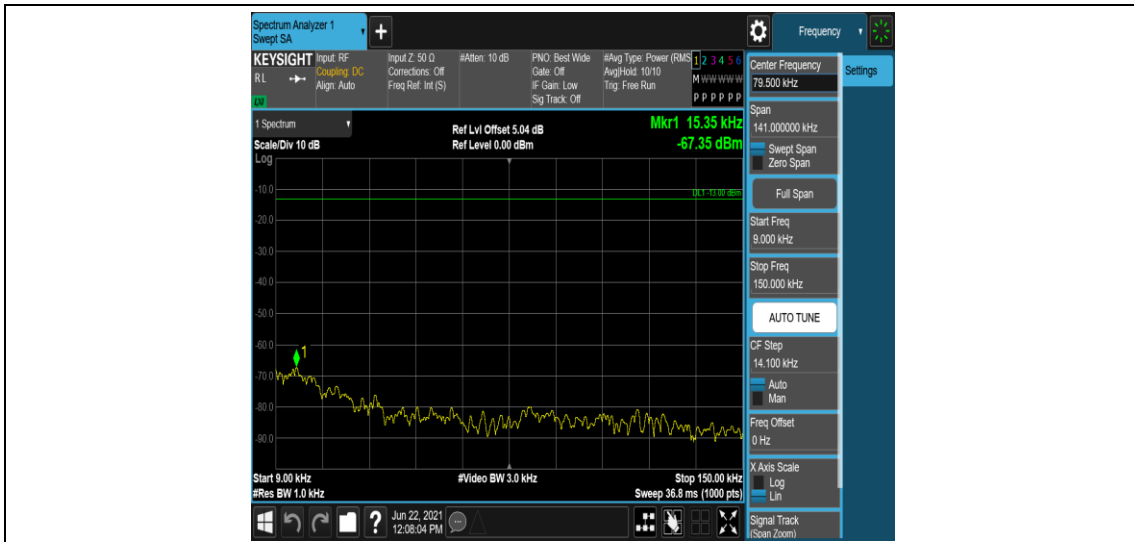 Spectrum Analyzer 1
Swept SA
+
Frequency
KEYSIGHT
RL
LXI
Input: RF
Coupling: DC
Align: Auto
Input Z: 50 Ω
Corrections: Off
Freq Ref: Int (S)
#Atten: 10 dB
PNO: Best Wide
Gate: Off
IF Gain: Low
Sig Track: Off
#Avg Type: Power (RMS
Avg|Hold: 10/10
Trig: Free Run
1 2 3 4 5 6
M W W W W W
P P P P P P
1 Spectrum
Scale/Div 10 dB
Log
Ref Lvl Offset 5.04 dB
Ref Level 0.00 dBm
Mkr1 15.35 kHz
-67.35 dBm
DL1 -13.00 dBm
-10.0
-20.0
-30.0
-40.0
-50.0
-60.0
1
-70.0
-80.0
-90.0
Start 9.00 kHz
#Res BW 1.0 kHz
#Video BW 3.0 kHz
Stop 150.00 kHz
Sweep 36.8 ms (1000 pts)
Jun 22, 2021
12:08:04 PM
?
Center Frequency
79.500 kHz
Span
141.000000 kHz
Swept Span
Zero Span
Full Span
Start Freq
9.000 kHz
Stop Freq
150.000 kHz
AUTO TUNE
CF Step
14.100 kHz
Auto
Man
Freq Offset
0 Hz
X Axis Scale
Log
Lin
Signal Track
(Span Zoom)
Settings